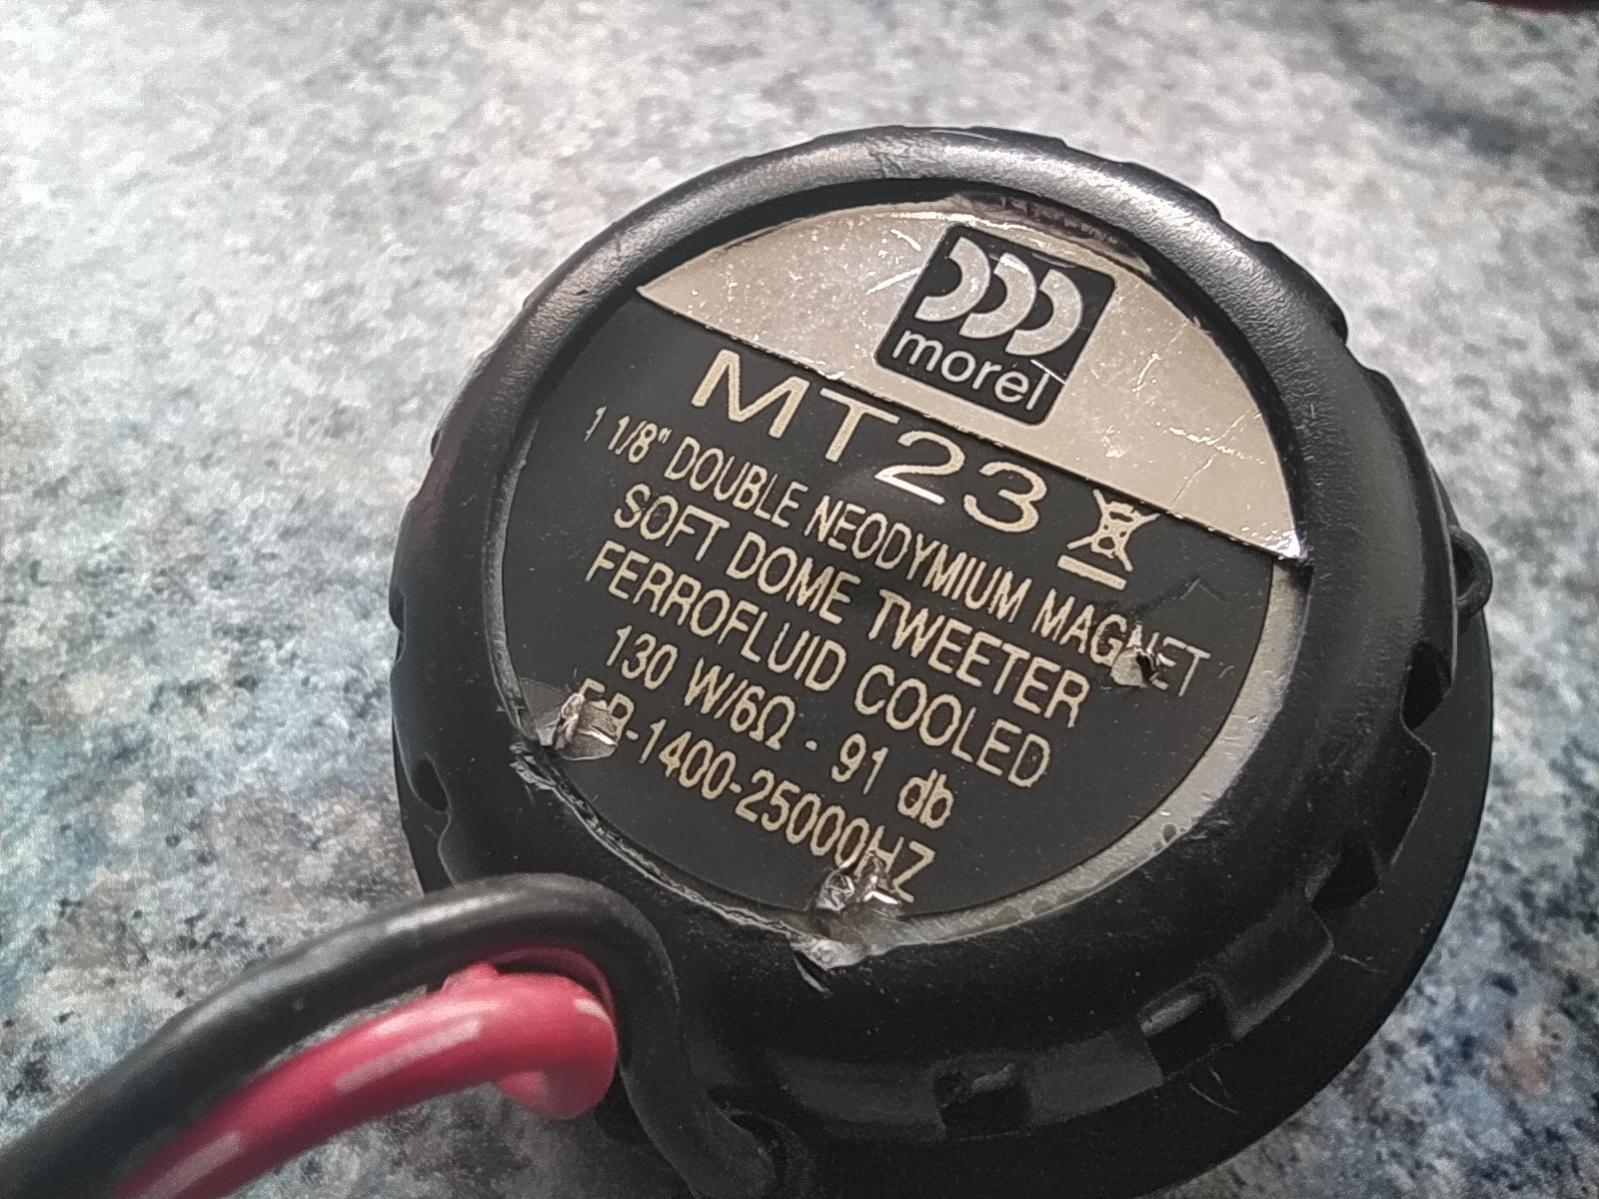 morel
MT23
1 1/8" DOUBLE NEODYMIUM MAGNET
SOFT DOME TWEETER
FERROFLUID COOLED
130 W/6Ω - 91 db
FR-1400-25000HZ